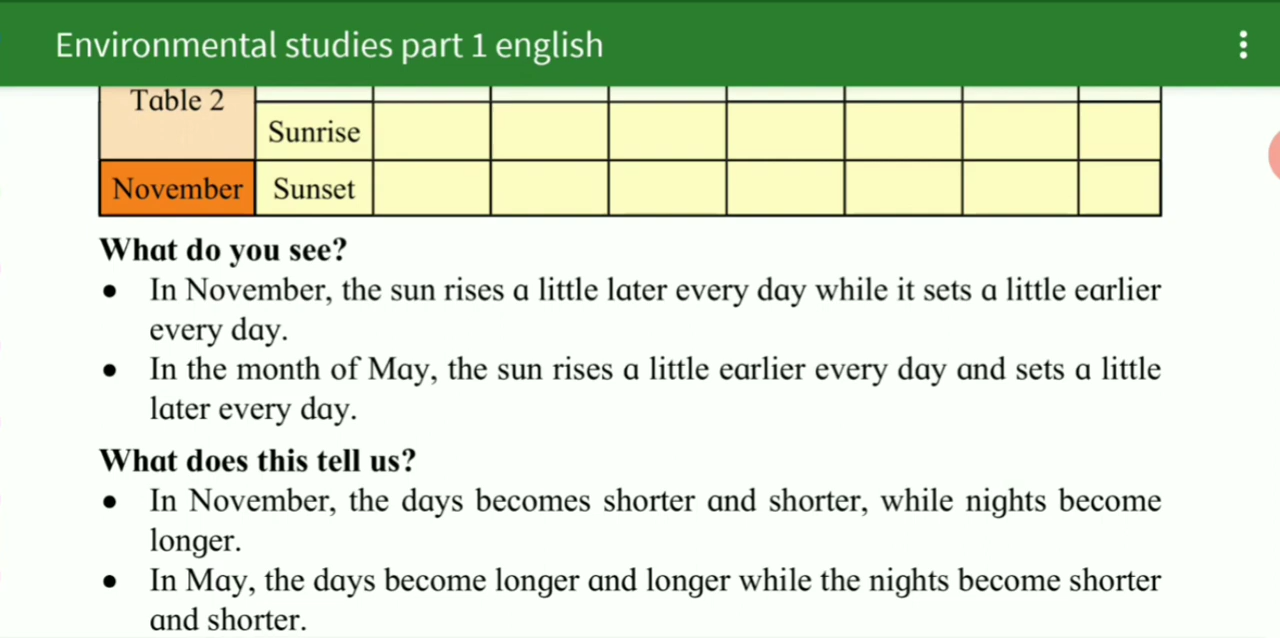 Environmental studies part 1 english
Table 2
Sunrise
November Sunset
What do you see?
• In November, the sun rises a little later every day while it sets a little earlier
every day.
• In the month of May, the sun rises a little earlier every day and sets a little
later every day.
What does this tell us?
• In November, the days becomes shorter and shorter, while nights become
longer.
• In May, the days become longer and longer while the nights become shorter
and shorter.